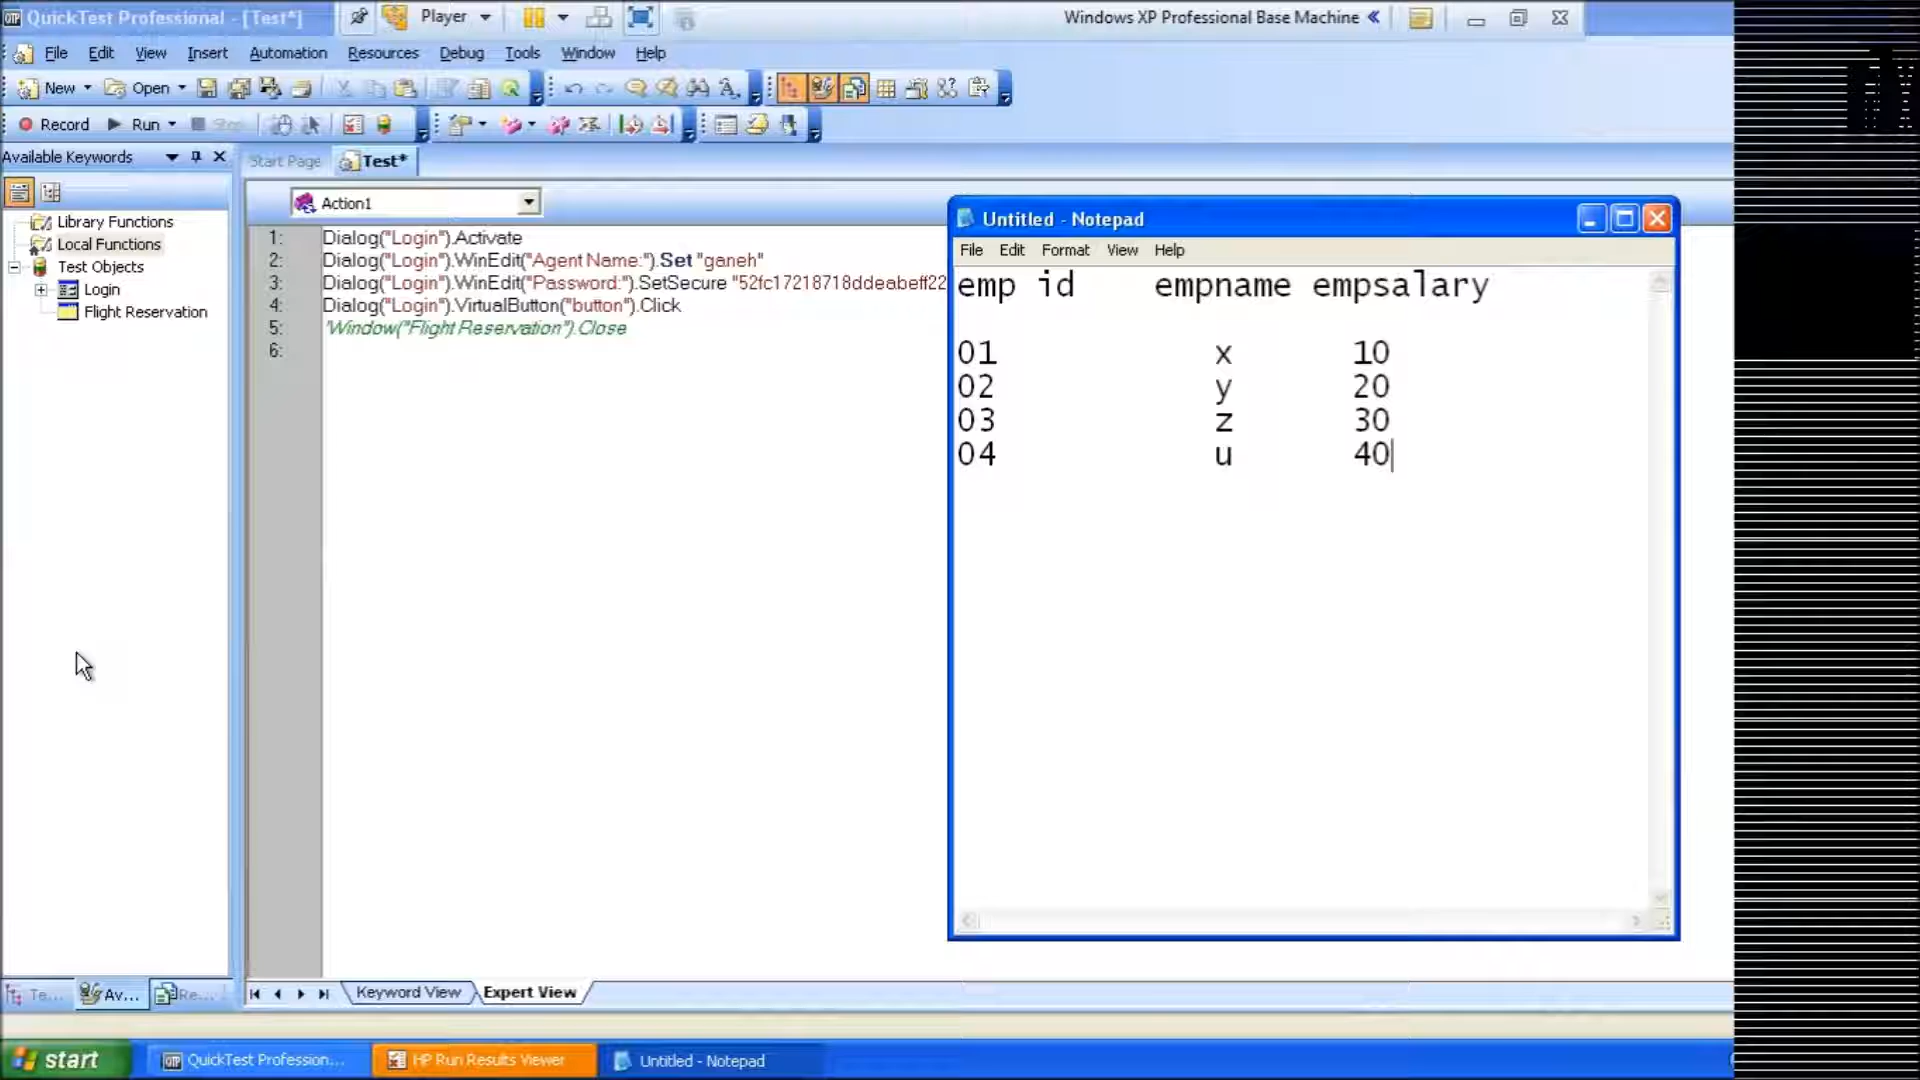 QuickTest Professional - [Test*]
Player
Windows XP Professional Base Machine
File Edit View Insert Automation Resources Debug Tools Window Help
New Open
Record Run Stop
Available Keywords
Start Page Test*
Action1
Library Functions
Local Functions
Test Objects
Login
Flight Reservation
1: Dialog("Login").Activate
2: Dialog("Login").WinEdit("Agent Name:").Set "ganeh"
3: Dialog("Login").WinEdit("Password:").SetSecure "52fc17218718ddeabeff22
4: Dialog("Login").VirtualButton("button").Click
5: 'Window("Flight Reservation").Close
6:
Untitled - Notepad
File Edit Format View Help
emp id empname empsalary
01 x 10
02 y 20
03 z 30
04 u 40
Te... Av... Re...
Keyword View Expert View
start QuickTest Profession... HP Run Results Viewer Untitled - Notepad